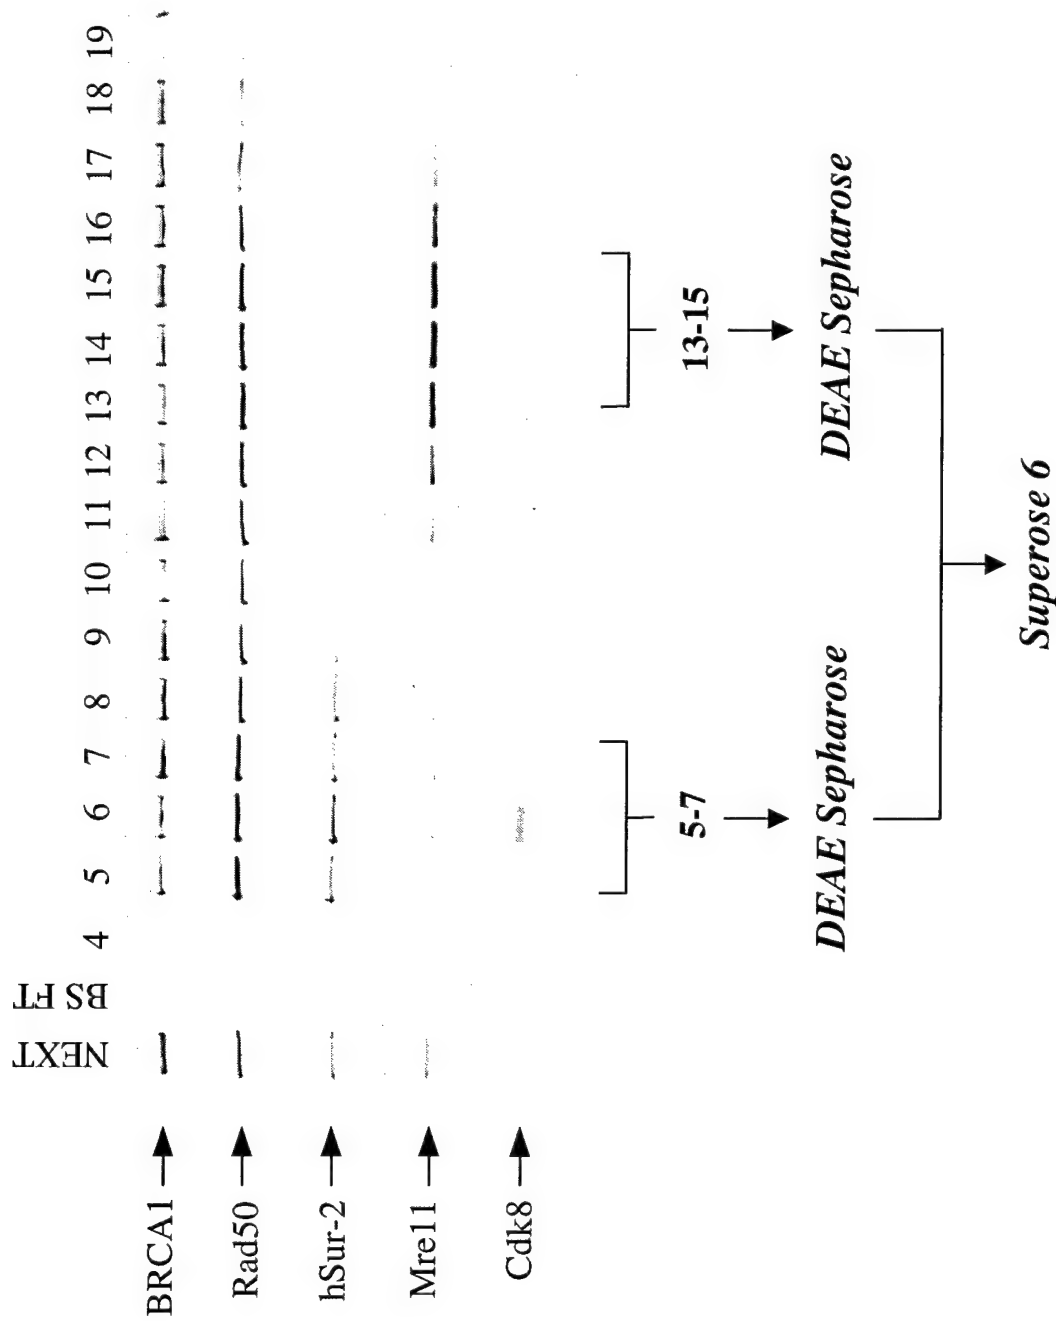 NEXT BS FT 4 5 6 7 8 9 10 11 12 13 14 15 16 17 18 19
BRCA1
Rad50
hSur-2
Mre11
Cdk8
5-7 13-15
DEAE Sepharose DEAE Sepharose
Superose 6